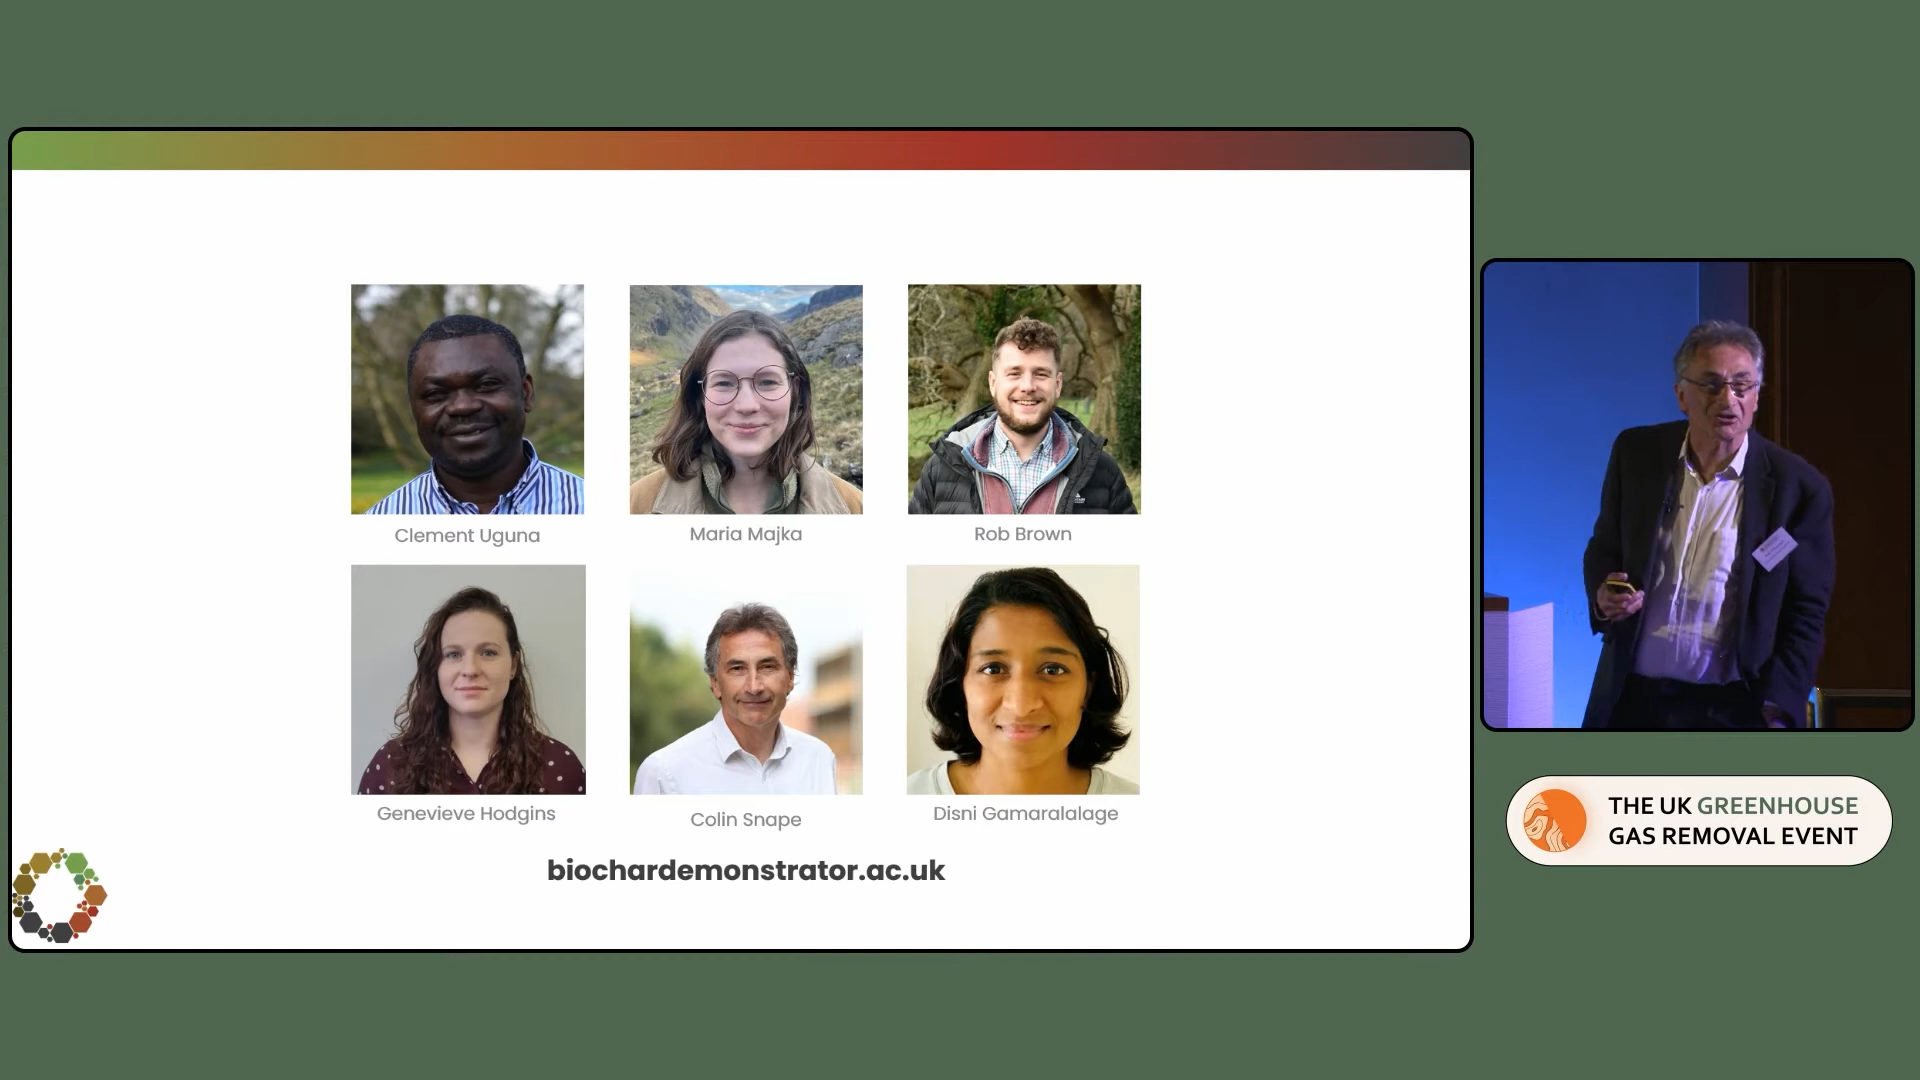 Clement Uguna
Maria Majka
Rob Brown
Genevieve Hodgins
Colin Snape
Disni Gamaralalage
biochardemonstrator.ac.uk
THE UK GREENHOUSE
GAS REMOVAL EVENT